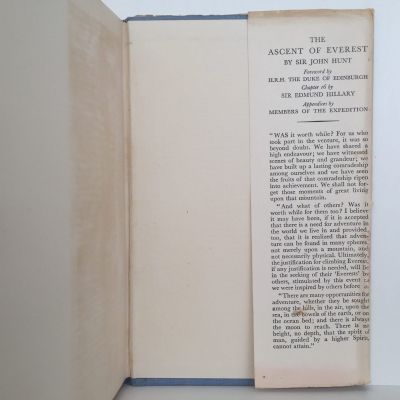 THE
ASCENT OF EVEREST
BY SIR JOHN HUNT
Foreword by
H.R.H. THE DUKE OF EDINBURGH
Chapter 16 by
SIR EDMUND HILLARY
Appendices by
MEMBERS OF THE EXPEDITION
"WAS it worth while? For us who
took part in the venture, it was so
beyond doubt. We have shared a
high endeavour; we have witnessed
scenes of beauty and grandeur; we
have built up a lasting comradeship
among ourselves and we have seen
the fruits of that comradeship ripen
into achievement. We shall not for-
get those moments of great living
upon that mountain.
"And what of others? Was it
worth while for them too? I believe
it may have been, if it is accepted
that there is a need for adventure in
the world we live in and provided,
too, that it is realized that adven-
ture can be found in many spheres,
not merely upon a mountain, and
not necessarily physical. Ultimately,
the justification for climbing Everest,
if any justification is needed, will lie
in the seeking of their 'Everests' by
others, stimulated by this event as
we were inspired by others before
"There are many opportunities for
adventure, whether they be sought
among the hills, in the air, upon the
sea, in the bowels of the earth, or on
the ocean bed; and there is always
the moon to reach. There is no
height, no depth, that the spirit of
man, guided by a higher Spirit,
cannot attain."